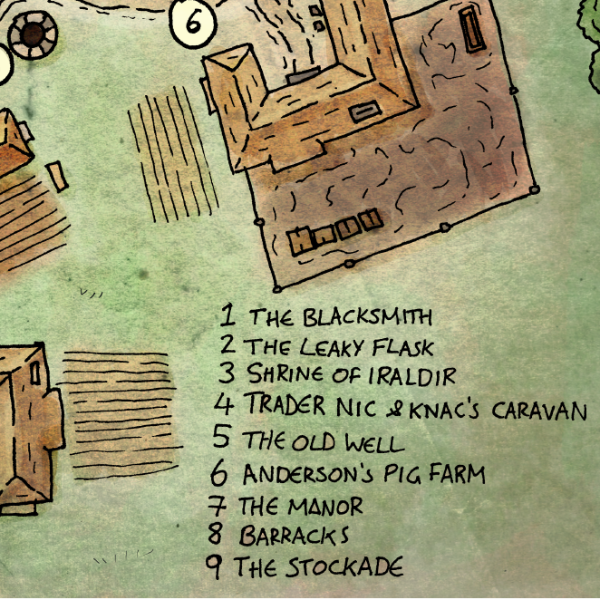 6
1 THE BLACKSMITH
2 THE LEAKY FLASK
3 SHRINE OF IRALDIR
4 TRADER NIC & KNAC'S CARAVAN
5 THE OLD WELL
6 ANDERSON'S PIG FARM
7 THE MANOR
8 BARRACKS
9 THE STOCKADE